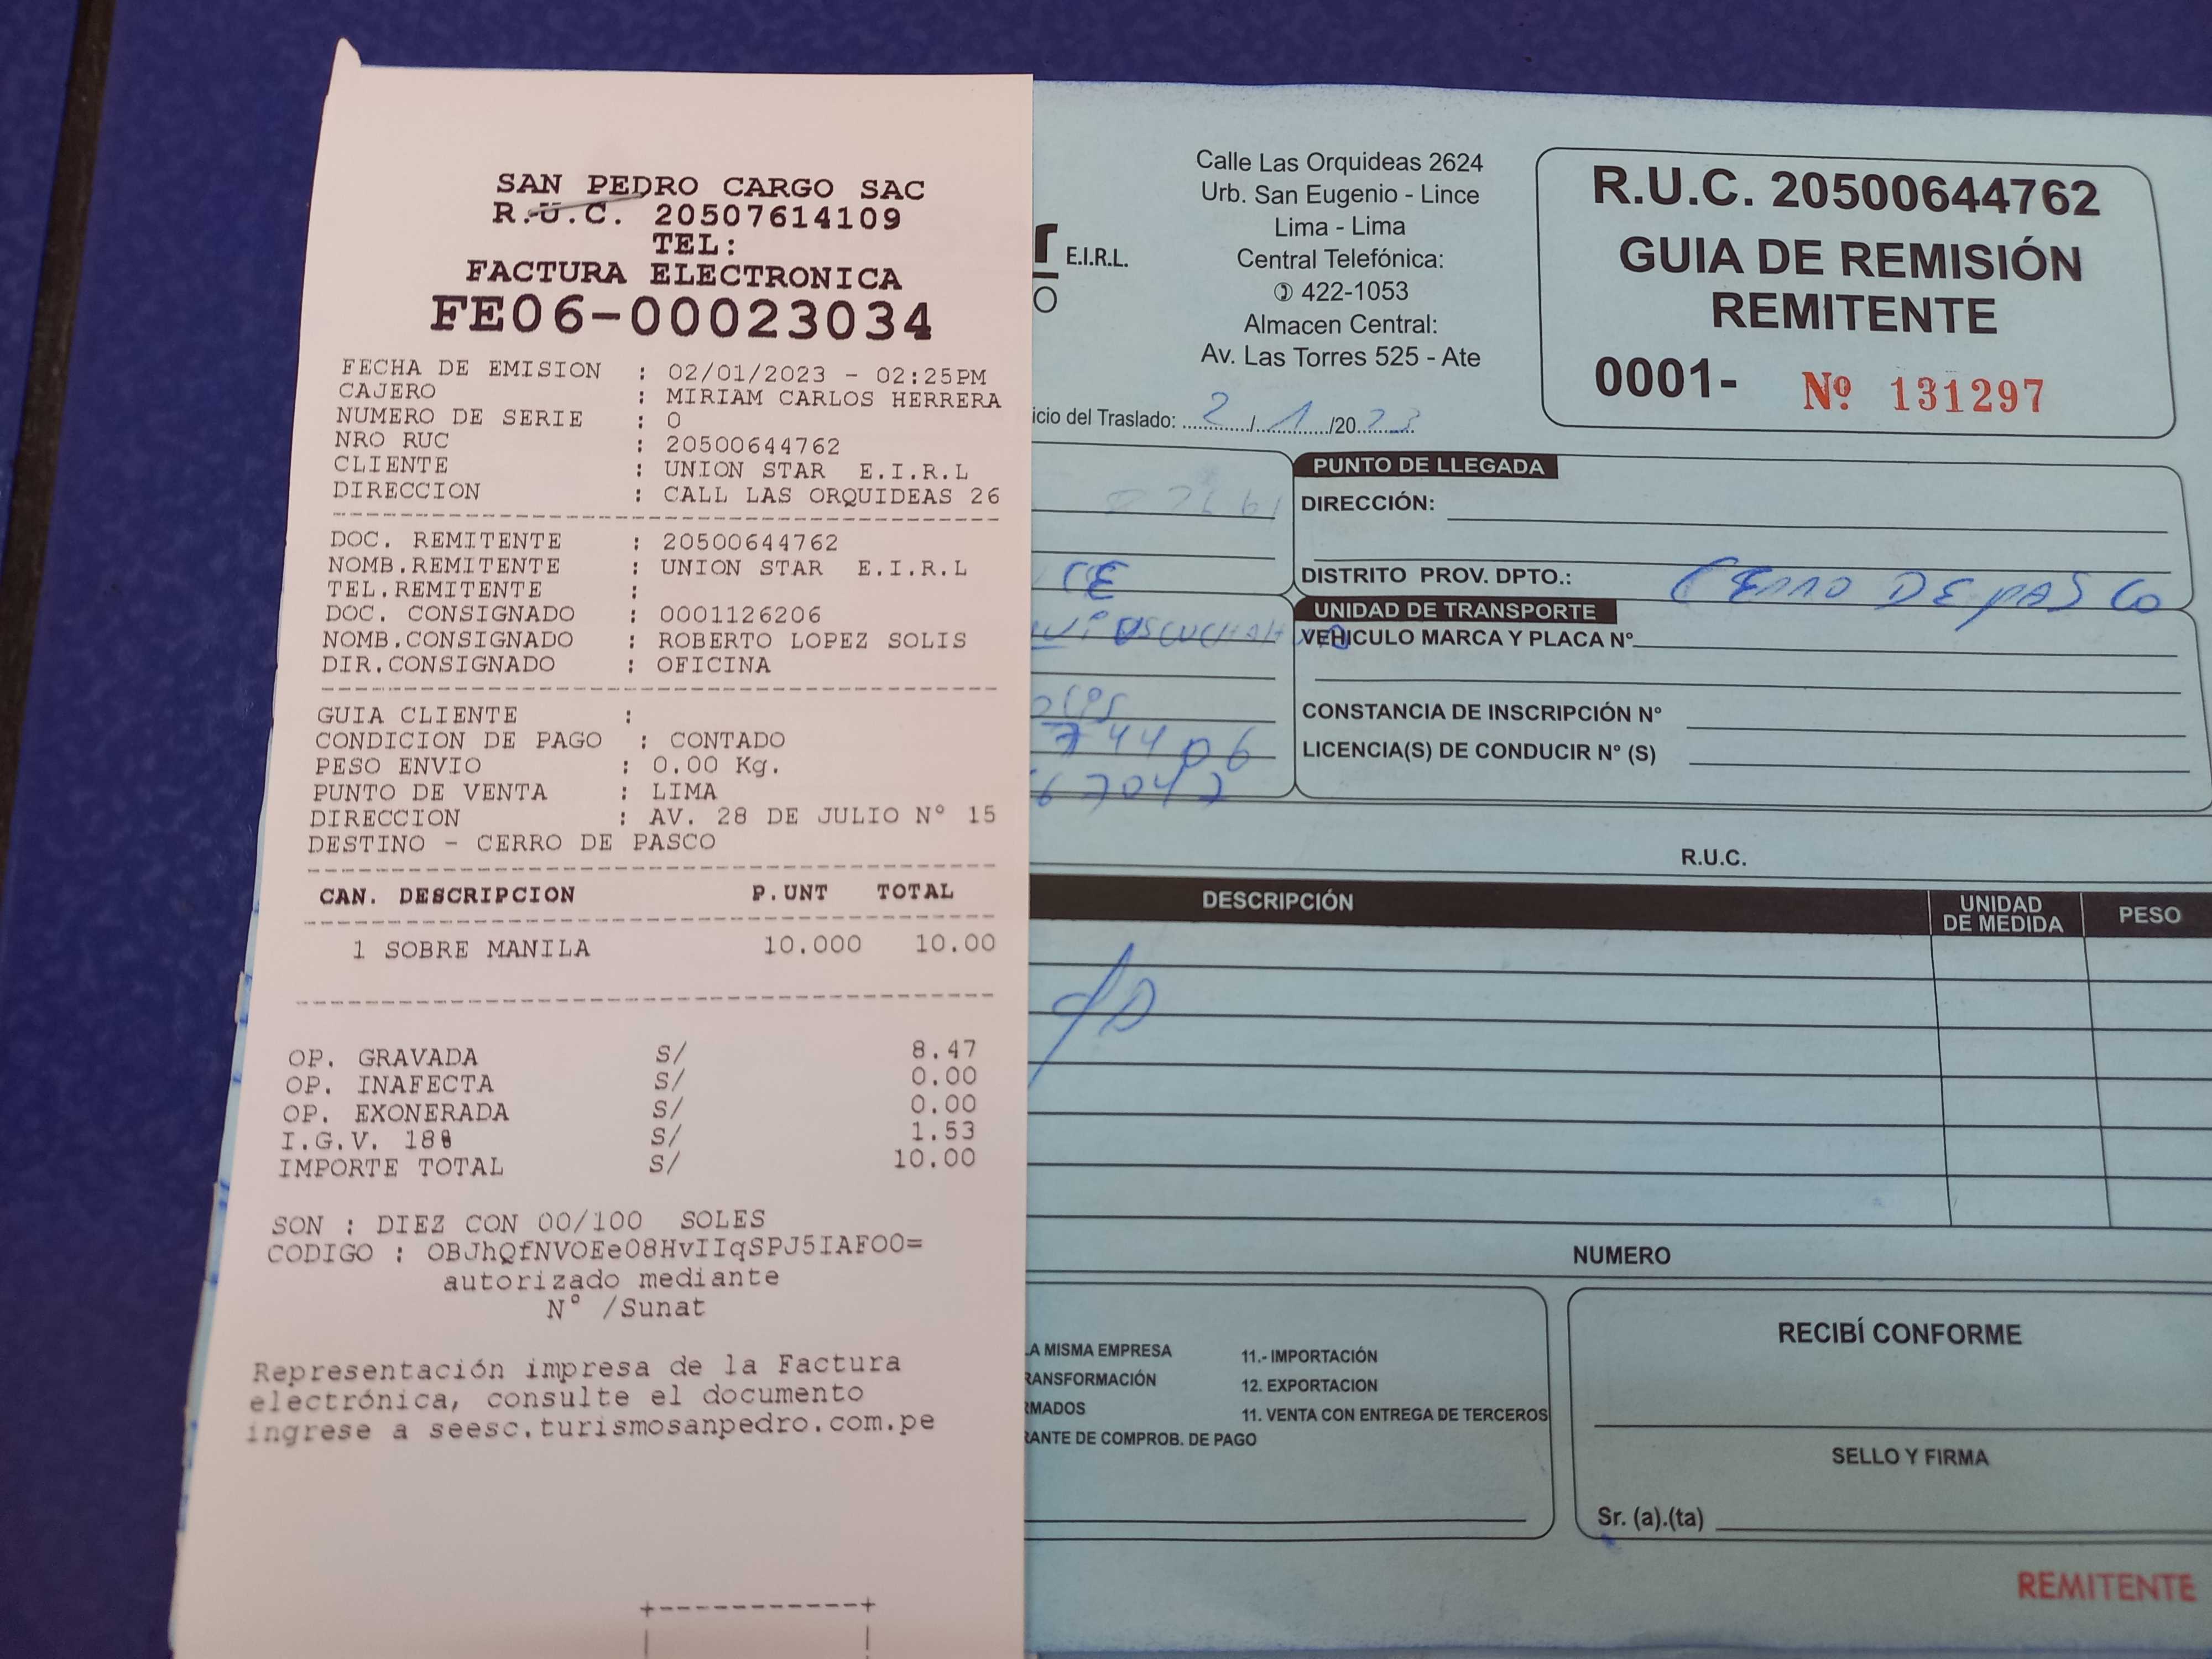 SAN PEDRO CARGO SAC
R.U.C. 20507614109
TEL:
FACTURA ELECTRONICA
FE06-00023034
FECHA DE EMISION : 02/01/2023 - 02:25PM
CAJERO : MIRIAM CARLOS HERRERA
NUMERO DE SERIE : 0
NRO RUC : 20500644762
CLIENTE : UNION STAR E.I.R.L
DIRECCION : CALL LAS ORQUIDEAS 26
DOC. REMITENTE : 20500644762
NOMB.REMITENTE : UNION STAR E.I.R.L
TEL.REMITENTE :
DOC. CONSIGNADO : 0001126206
NOMB.CONSIGNADO : ROBERTO LOPEZ SOLIS
DIR.CONSIGNADO : OFICINA
GUIA CLIENTE :
CONDICION DE PAGO : CONTADO
PESO ENVIO : 0.00 Kg.
PUNTO DE VENTA : LIMA
DIRECCION : AV. 28 DE JULIO N° 15
DESTINO - CERRO DE PASCO
CAN. DESCRIPCION P.UNT TOTAL
1 SOBRE MANILA 10.000 10.00
OP. GRAVADA S/ 8.47
OP. INAFECTA S/ 0.00
OP. EXONERADA S/ 0.00
I.G.V. 18% S/ 1.53
IMPORTE TOTAL S/ 10.00
SON : DIEZ CON 00/100 SOLES
CODIGO : OBJhQfNVOEe08HvIIqSPJ5IAFO0=
autorizado mediante
N° /Sunat
Representación impresa de la Factura
electrónica, consulte el documento
ingrese a seesc.turismosanpedro.com.pe
r E.I.R.L.
O
Calle Las Orquideas 2624
Urb. San Eugenio - Lince
Lima - Lima
Central Telefónica:
422-1053
Almacen Central:
Av. Las Torres 525 - Ate
R.U.C. 20500644762
GUIA DE REMISIÓN
REMITENTE
0001- Nº 131297
icio del Traslado: 2/1/2023
PUNTO DE LLEGADA
DIRECCIÓN:
CE
DISTRITO PROV. DPTO.: CERRO DE PASCO
UNIDAD DE TRANSPORTE
VEHICULO MARCA Y PLACA Nº
CONSTANCIA DE INSCRIPCIÓN Nº
74406
LICENCIA(S) DE CONDUCIR Nº (S)
67047
R.U.C.
DESCRIPCIÓN UNIDAD DE MEDIDA PESO
NUMERO
LA MISMA EMPRESA 11.- IMPORTACIÓN
RANSFORMACIÓN 12. EXPORTACION
RMADOS 11. VENTA CON ENTREGA DE TERCEROS
RANTE DE COMPROB. DE PAGO
RECIBÍ CONFORME
SELLO Y FIRMA
Sr. (a).(ta)
REMITENTE